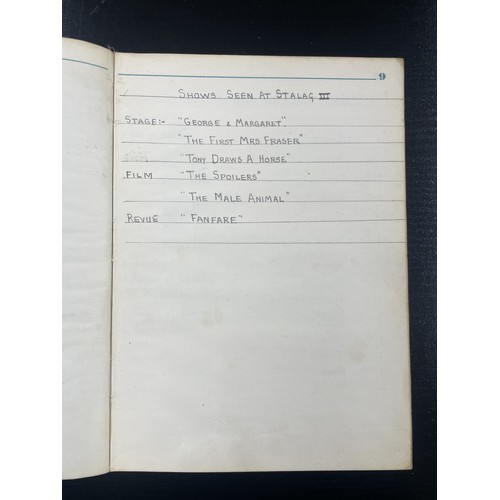 9
SHOWS SEEN AT STALAG III
STAGE:- "GEORGE & MARGARET".
"THE FIRST MRS FRASER"
"TONY DRAWS A HORSE"
FILM "THE SPOILERS"
"THE MALE ANIMAL"
REVUE "FANFARE"